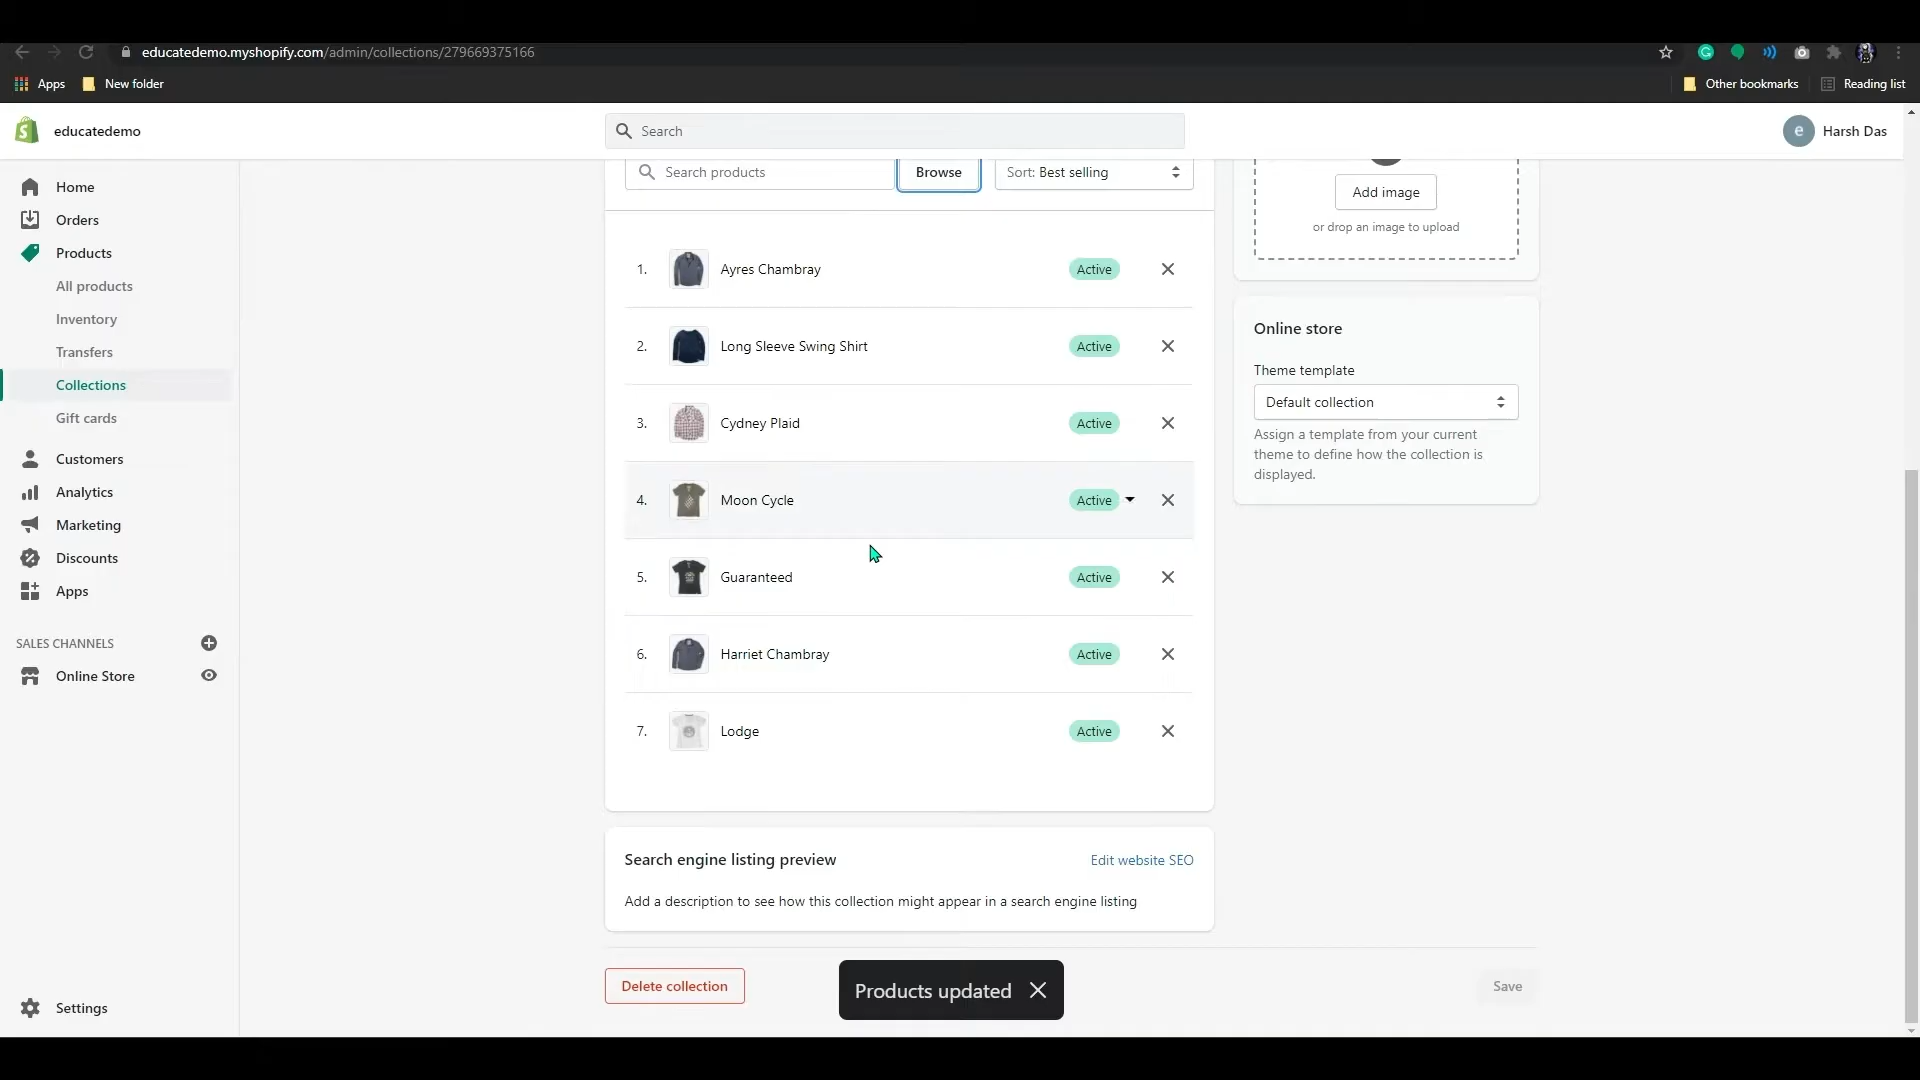 educatedemo.myshopify.com/admin/collections/279669375166
Apps
New folder
Other bookmarks
Reading list
educatedemo
Search
e
Harsh Das
Home
Orders
Products
All products
Inventory
Transfers
Collections
Gift cards
Customers
Analytics
Marketing
Discounts
Apps
SALES CHANNELS
Online Store
Settings
Search products
Browse
Sort: Best selling
1. Ayres Chambray Active
2. Long Sleeve Swing Shirt Active
3. Cydney Plaid Active
4. Moon Cycle Active
5. Guaranteed Active
6. Harriet Chambray Active
7. Lodge Active
Search engine listing preview
Edit website SEO
Add a description to see how this collection might appear in a search engine listing
Delete collection
Products updated
Save
Add image
or drop an image to upload
Online store
Theme template
Default collection
Assign a template from your current
theme to define how the collection is
displayed.